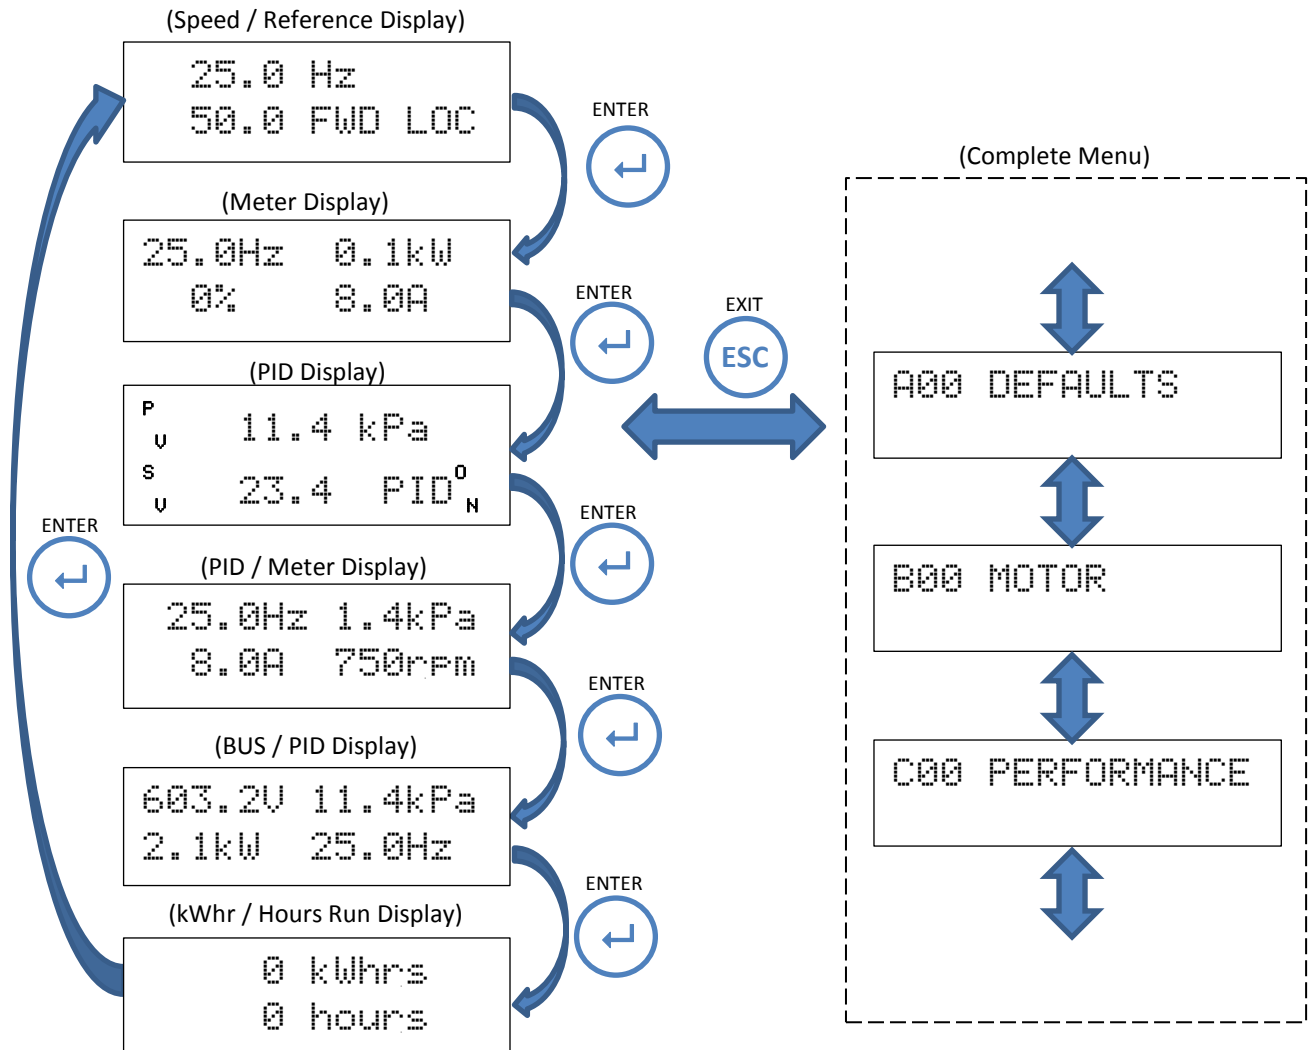 (Speed / Reference Display)
25.0 Hz
50.0 FWD LOC
ENTER
(Meter Display)
25.0Hz 0.1kW
0% 8.0A
ENTER
(PID Display)
PV 11.4 kPa
SV 23.4 PID ON
ENTER
(PID / Meter Display)
25.0Hz 1.4kPa
8.0A 750rpm
ENTER
(BUS / PID Display)
603.2V 11.4kPa
2.1kW 25.0Hz
ENTER
(kWhr / Hours Run Display)
0 kWhrs
0 hours
ENTER
EXIT
ESC
(Complete Menu)
A00 DEFAULTS
B00 MOTOR
C00 PERFORMANCE